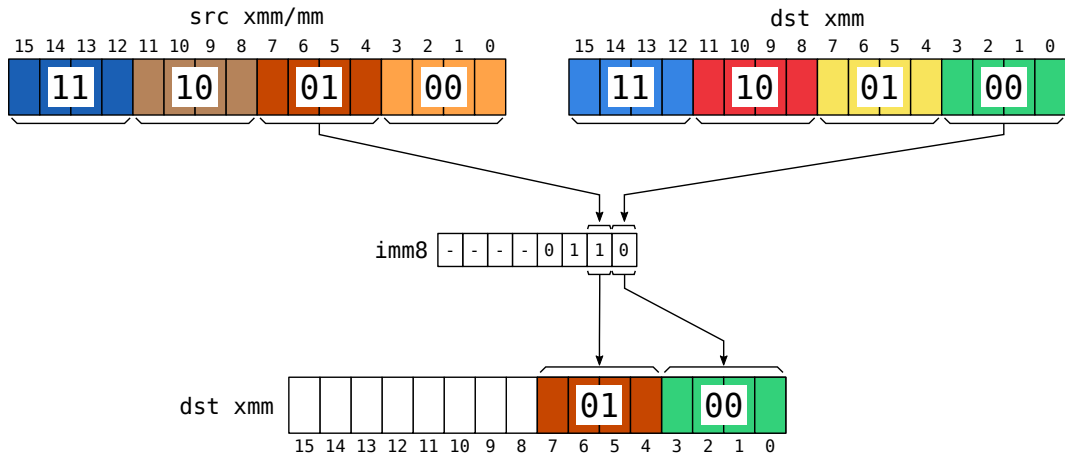 src xmm/mm dst xmm
15 14 13 12 11 10 9 8 7 6 5 4 3 2 1 0 15 14 13 12 11 10 9 8 7 6 5 4 3 2 1 0
11 10 01 00 11 10 01 00
imm8 - - - - 0 1 1 0
dst xmm 01 00
15 14 13 12 11 10 9 8 7 6 5 4 3 2 1 0